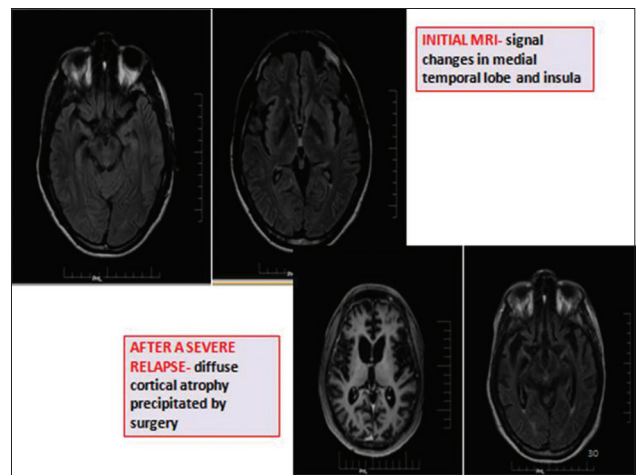 INITIAL MRI- signal
changes in medial
temporal lobe and insula
AFTER A SEVERE
RELAPSE- diffuse
cortical atrophy
precipitated by
surgery
30